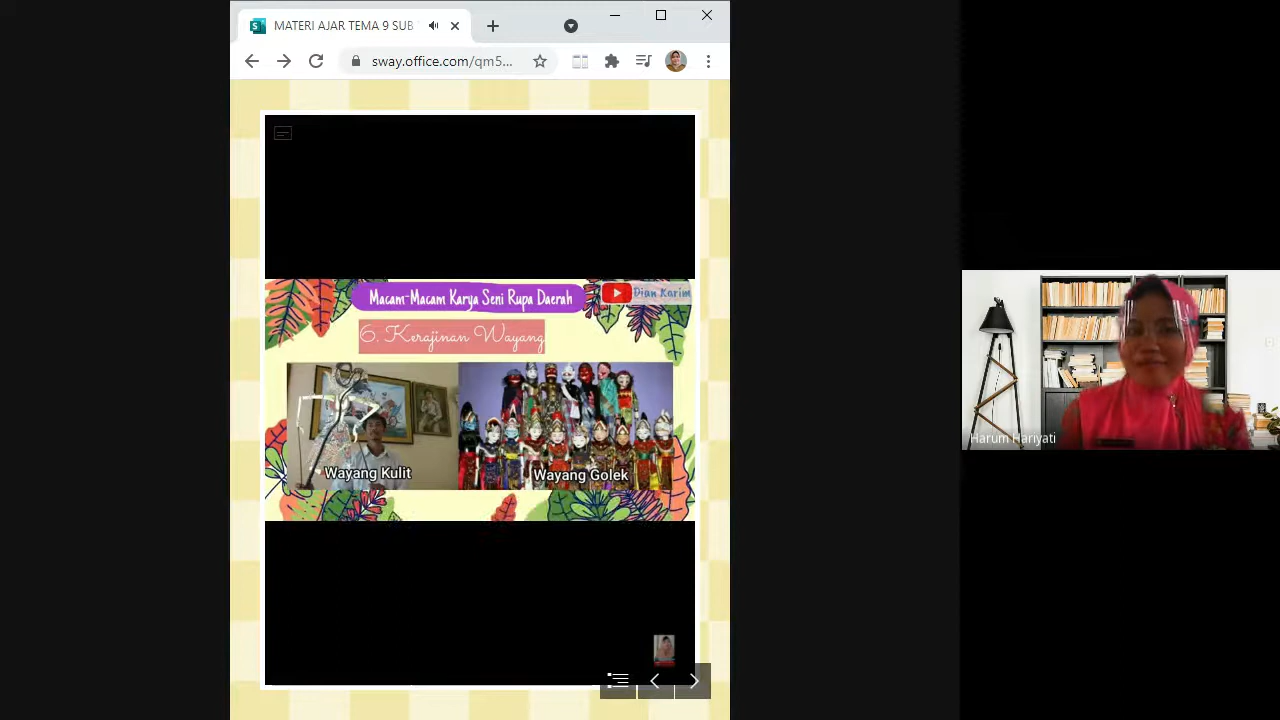 MATERI AJAR TEMA 9 SUB
sway.office.com/qm5...
Macam-Macam Karya Seni Rupa Daerah
Dian Karim
6. Kerajinan Wayang
Wayang Kulit
Wayang Golek
Harum Hariyati